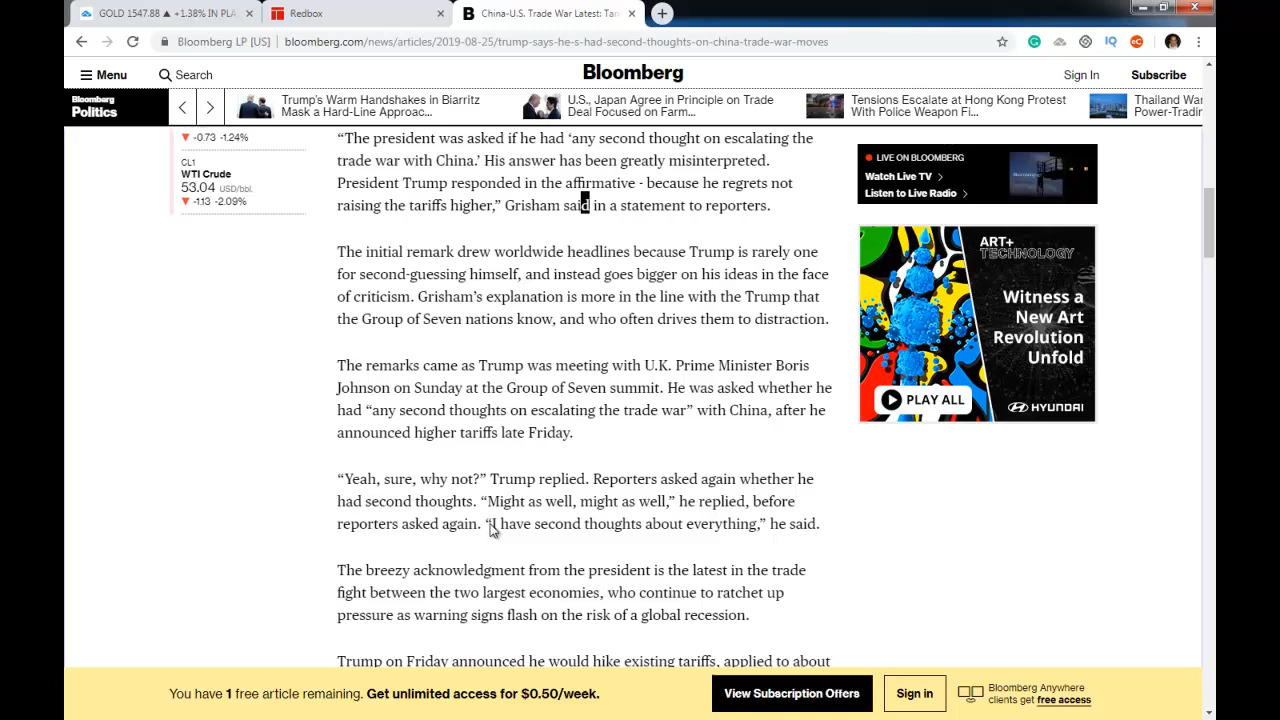 GOLD 1547.88 ▲ +1.38% IN PLA
Redbox
China-U.S. Trade War Latest: Tan
Bloomberg LP [US] | bloomberg.com/news/articles/2019-08-25/trump-says-he-s-had-second-thoughts-on-china-trade-war-moves
Menu
Search
Bloomberg
Sign In
Subscribe
Bloomberg
Politics
Trump’s Warm Handshakes in Biarritz
Mask a Hard-Line Approac...
U.S., Japan Agree in Principle on Trade
Deal Focused on Farm...
Tensions Escalate at Hong Kong Protest
With Police Weapon Fi...
Thailand Wa
Power-Trading
▼ -0.73 -1.24%
CL1
WTI Crude
53.04 USD/bbl.
▼ -1.13 -2.09%
“The president was asked if he had ‘any second thought on escalating the
trade war with China.’ His answer has been greatly misinterpreted.
President Trump responded in the affirmative - because he regrets not
raising the tariffs higher,” Grisham said in a statement to reporters.
The initial remark drew worldwide headlines because Trump is rarely one
for second-guessing himself, and instead goes bigger on his ideas in the face
of criticism. Grisham’s explanation is more in the line with the Trump that
the Group of Seven nations know, and who often drives them to distraction.
The remarks came as Trump was meeting with U.K. Prime Minister Boris
Johnson on Sunday at the Group of Seven summit. He was asked whether he
had “any second thoughts on escalating the trade war” with China, after he
announced higher tariffs late Friday.
“Yeah, sure, why not?” Trump replied. Reporters asked again whether he
had second thoughts. “Might as well, might as well,” he replied, before
reporters asked again. “I have second thoughts about everything,” he said.
The breezy acknowledgment from the president is the latest in the trade
fight between the two largest economies, who continue to ratchet up
pressure as warning signs flash on the risk of a global recession.
Trump on Friday announced he would hike existing tariffs, applied to about
LIVE ON BLOOMBERG
Watch Live TV
Listen to Live Radio
ART+
TECHNOLOGY
Witness a
New Art
Revolution
Unfold
PLAY ALL
HYUNDAI
You have 1 free article remaining. Get unlimited access for $0.50/week.
View Subscription Offers
Sign in
Bloomberg Anywhere
clients get free access